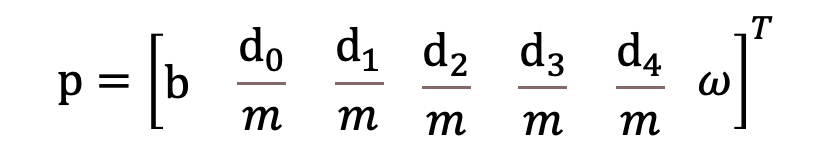 p = [b d₀/m d₁/m d₂/m d₃/m d₄/m ω]ᵀ